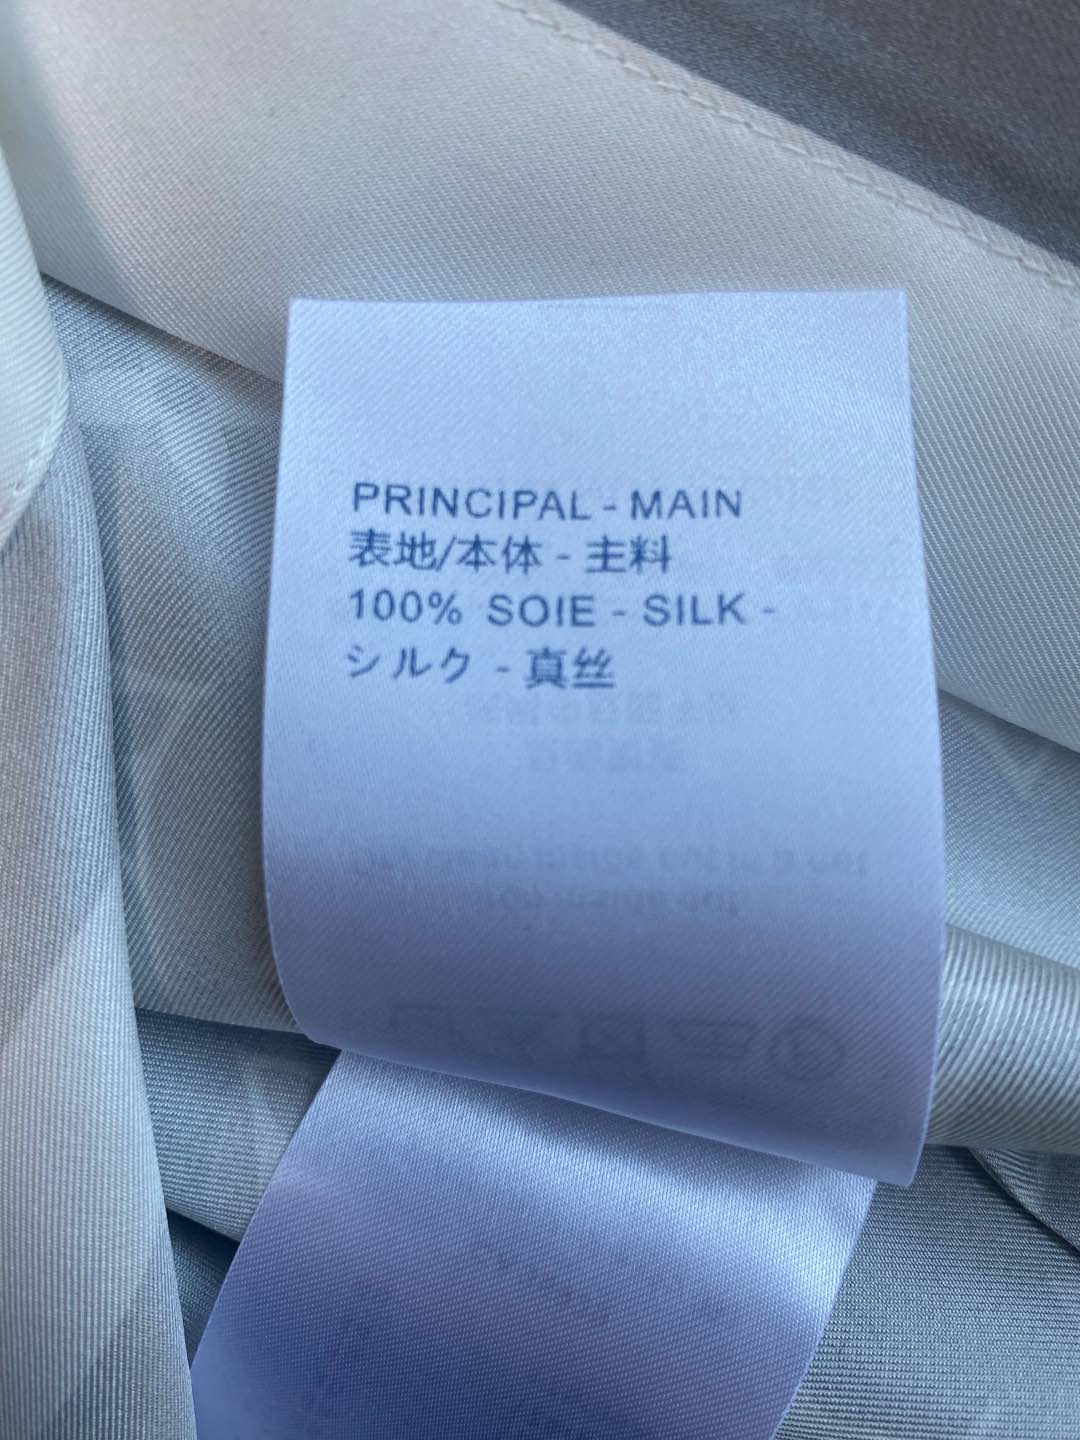 PRINCIPAL - MAIN
表地/本体 - 主料
100% SOIE - SILK -
シルク - 真丝